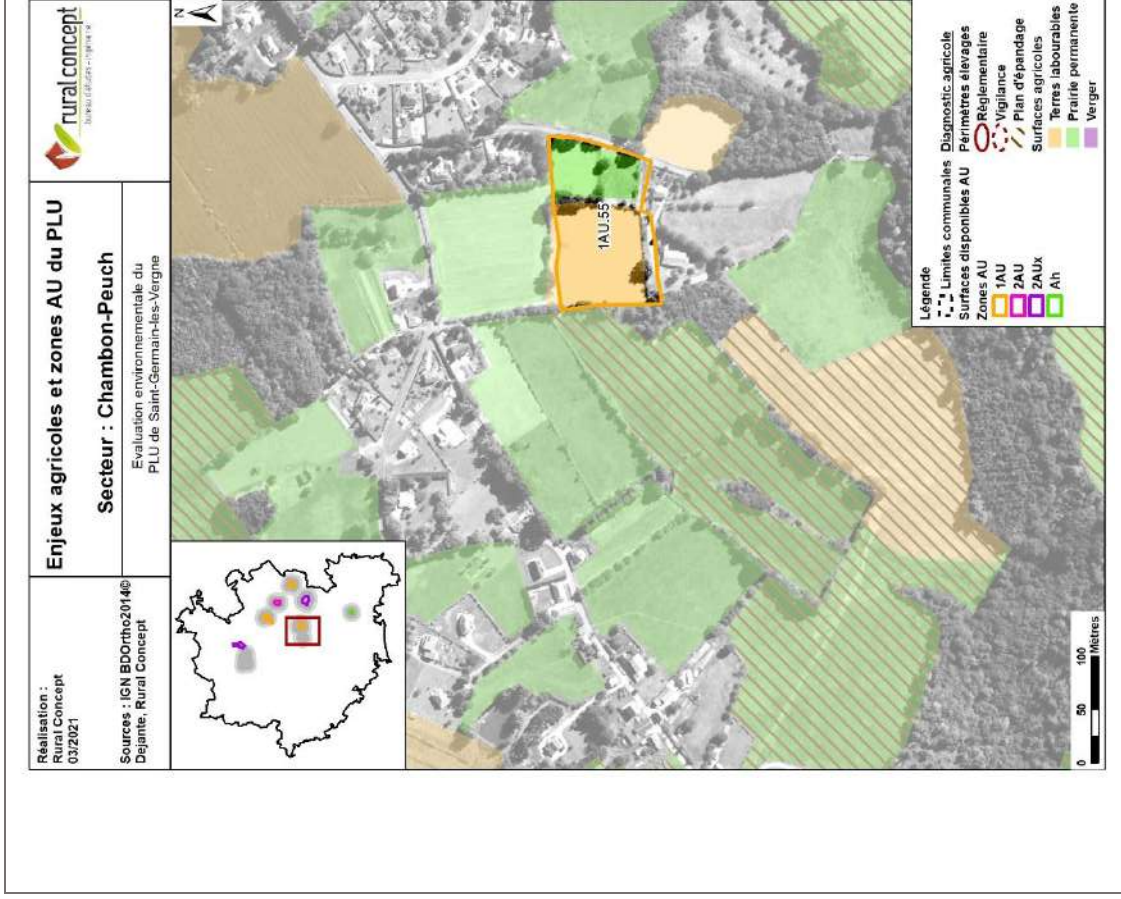 Réalisation :
Rural Concept
03/2021
Sources : IGN BDOrtho2014©
Dejante, Rural Concept
Enjeux agricoles et zones AU du PLU
Secteur : Chambon-Peuch
Evaluation environnementale du
PLU de Saint-Germain-les-Vergne
rural concept
N
1AU.55
0 50 100
Mètres
Légende
Limites communales
Surfaces disponibles AU
Zones AU
1AU
2AU
2AUx
Ah
Diagnostic agricole
Périmètres élevages
Règlementaire
Vigilance
Plan d'épandage
Surfaces agricoles
Terres labourables
Prairie permanente
Verger